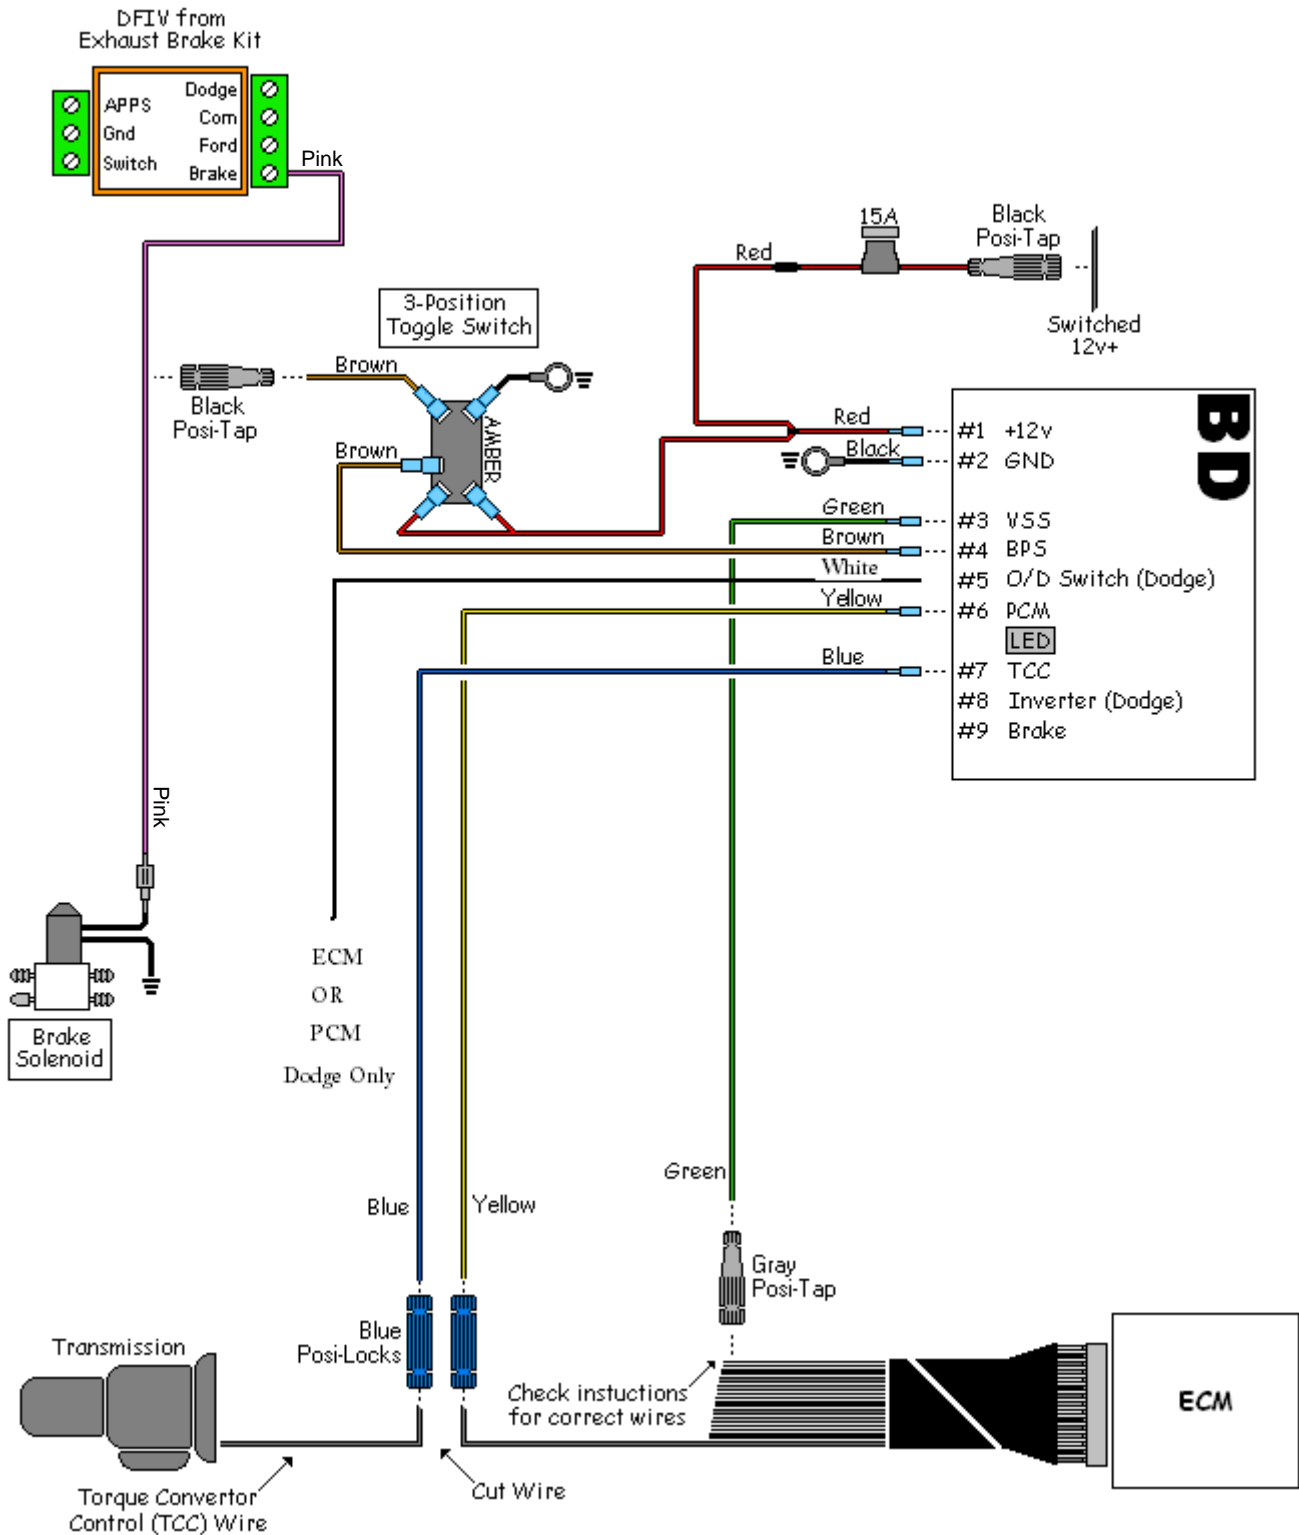 DFIV from
Exhaust Brake Kit
APPS
Gnd
Switch
Dodge
Com
Ford
Brake
Pink
15A
Black
Posi-Tap
Red
Switched
12v+
3-Position
Toggle Switch
Brown
Black
Posi-Tap
AMBER
Brown
BD
Red
#1 +12v
Black
#2 GND
Green
#3 VSS
Brown
#4 BPS
White
#5 O/D Switch (Dodge)
Yellow
#6 PCM
LED
Blue
#7 TCC
#8 Inverter (Dodge)
#9 Brake
Pink
Brake
Solenoid
ECM
OR
PCM
Dodge Only
Green
Blue
Yellow
Gray
Posi-Tap
Blue
Posi-Locks
Transmission
Check instuctions
for correct wires
ECM
Cut Wire
Torque Convertor
Control (TCC) Wire